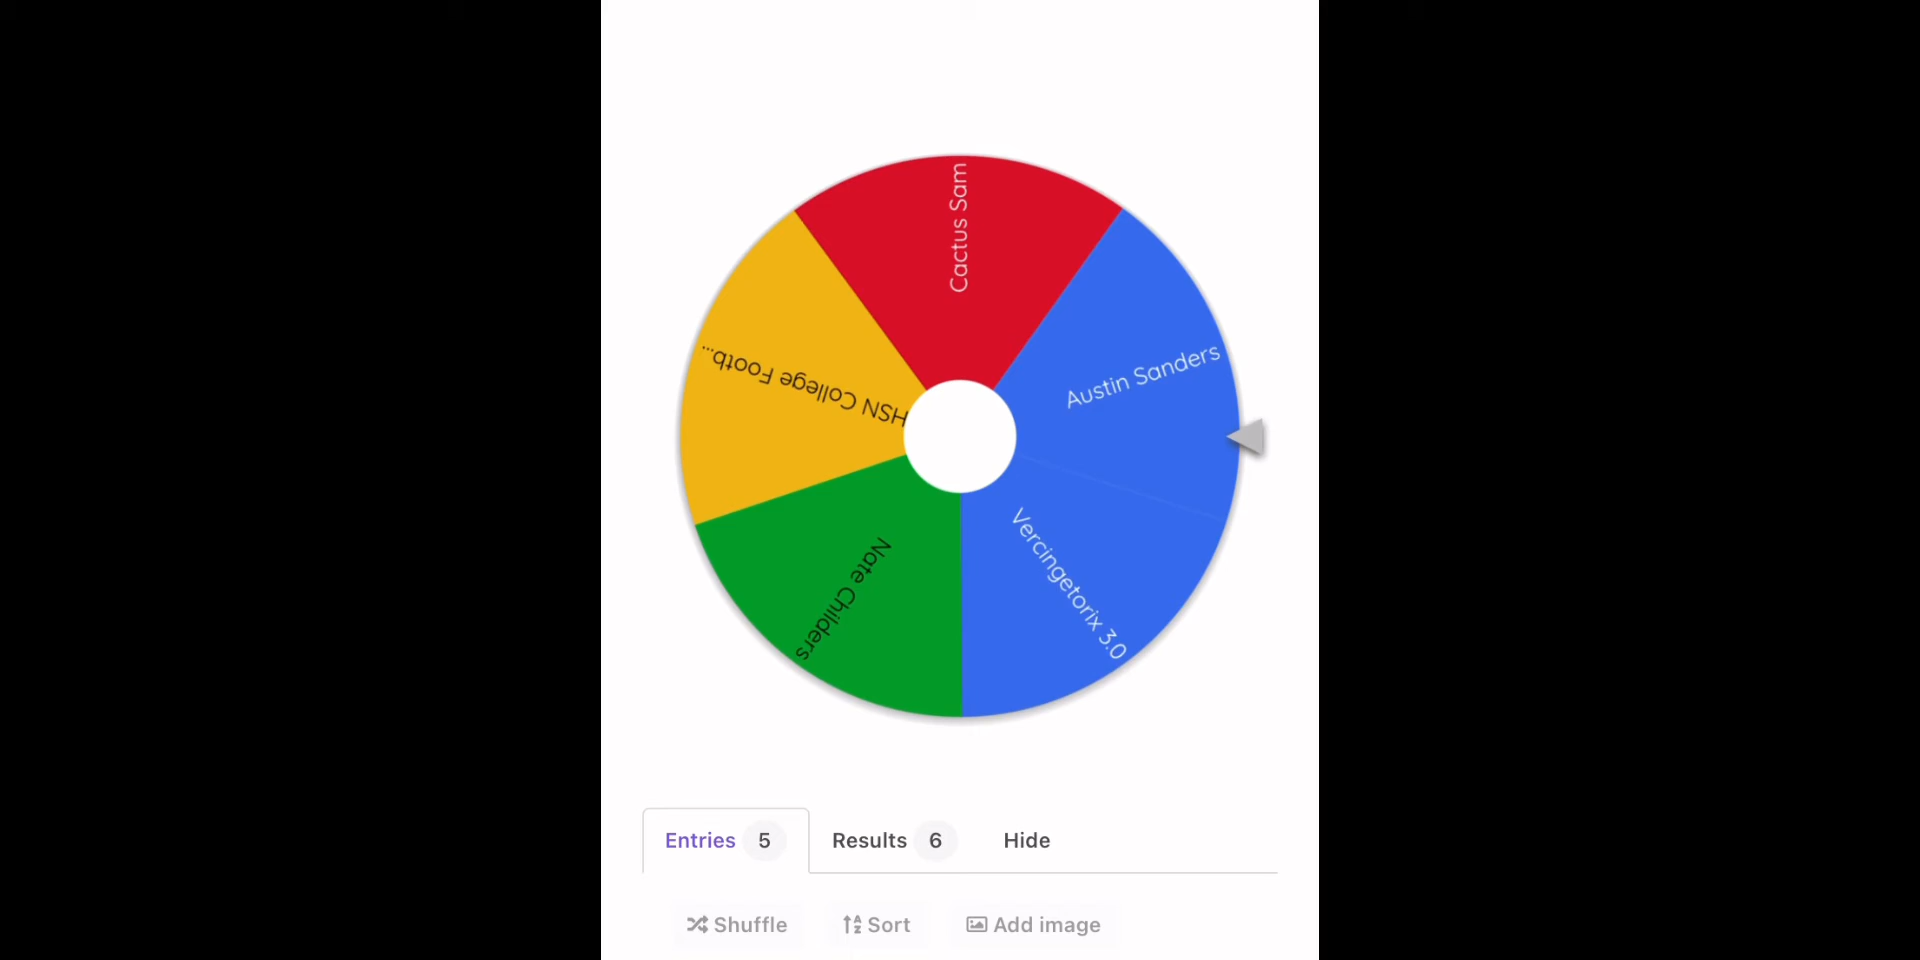 Cactus Sam
Austin Sanders
HSN College Footb...
Vercingetorix 3.0
Nate Childers
Entries 5 Results 6 Hide
Shuffle Sort Add image